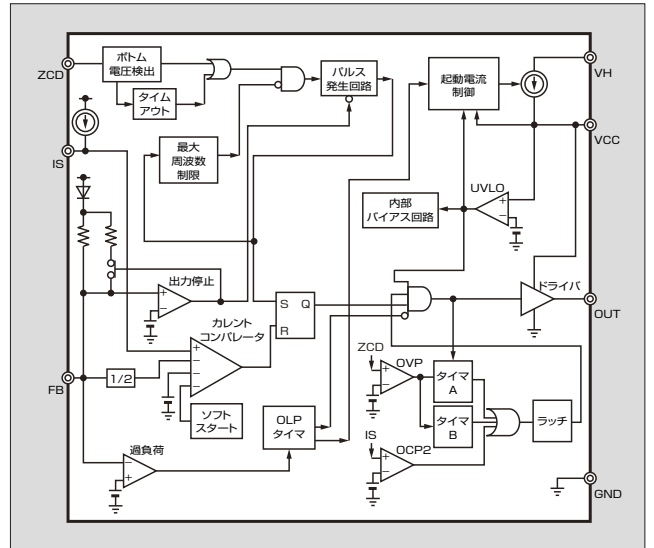 ZCD
ボトム
電圧検出
タイム
アウト
パルス
発生回路
起動電流
制御
VH
VCC
IS
最大
周波数
制限
UVLO
+
−
内部
バイアス回路
出力停止
+
−
カレント
コンパレータ
+
−
−
−
S Q
R
ドライバ
OUT
FB
1/2
ソフト
スタート
OLP
タイマ
ZCD
OVP
+
−
タイマ
A
タイマ
B
ラッチ
IS
OCP2
+
−
過負荷
−
+
GND